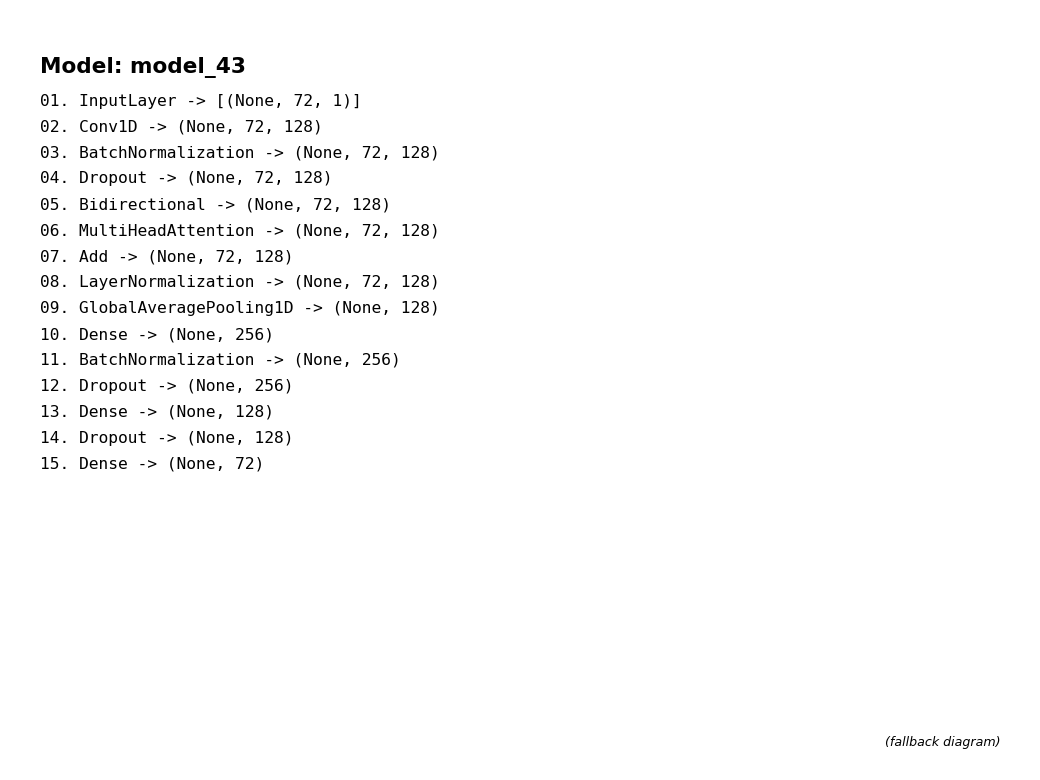 Model: model_43
01. InputLayer -> [(None, 72, 1)]
02. Conv1D -> (None, 72, 128)
03. BatchNormalization -> (None, 72, 128)
04. Dropout -> (None, 72, 128)
05. Bidirectional -> (None, 72, 128)
06. MultiHeadAttention -> (None, 72, 128)
07. Add -> (None, 72, 128)
08. LayerNormalization -> (None, 72, 128)
09. GlobalAveragePooling1D -> (None, 128)
10. Dense -> (None, 256)
11. BatchNormalization -> (None, 256)
12. Dropout -> (None, 256)
13. Dense -> (None, 128)
14. Dropout -> (None, 128)
15. Dense -> (None, 72)
(fallback diagram)